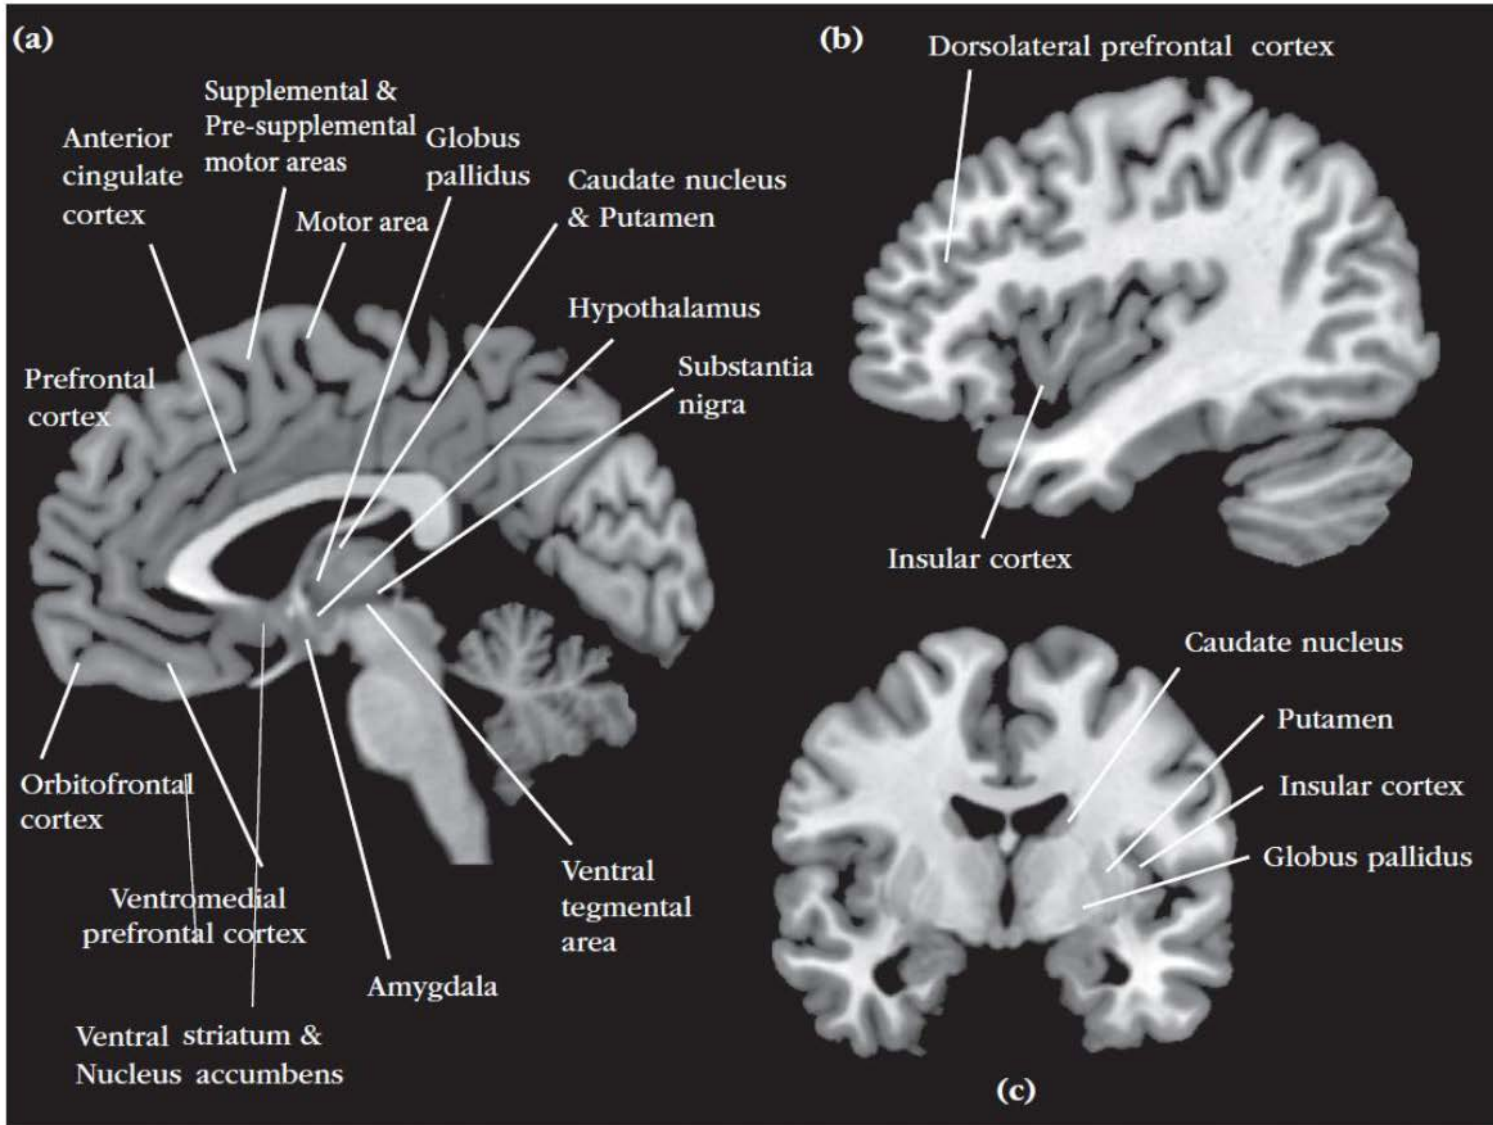 (a)
Supplemental &
Pre-supplemental
motor areas
Anterior
cingulate
cortex
Globus
pallidus
Motor area
Caudate nucleus
& Putamen
Hypothalamus
Substantia
nigra
Prefrontal
cortex
Orbitofrontal
cortex
Ventromedial
prefrontal cortex
Ventral striatum &
Nucleus accumbens
Amygdala
Ventral
tegmental
area
(b)
Dorsolateral prefrontal cortex
Insular cortex
Caudate nucleus
Putamen
Insular cortex
Globus pallidus
(c)